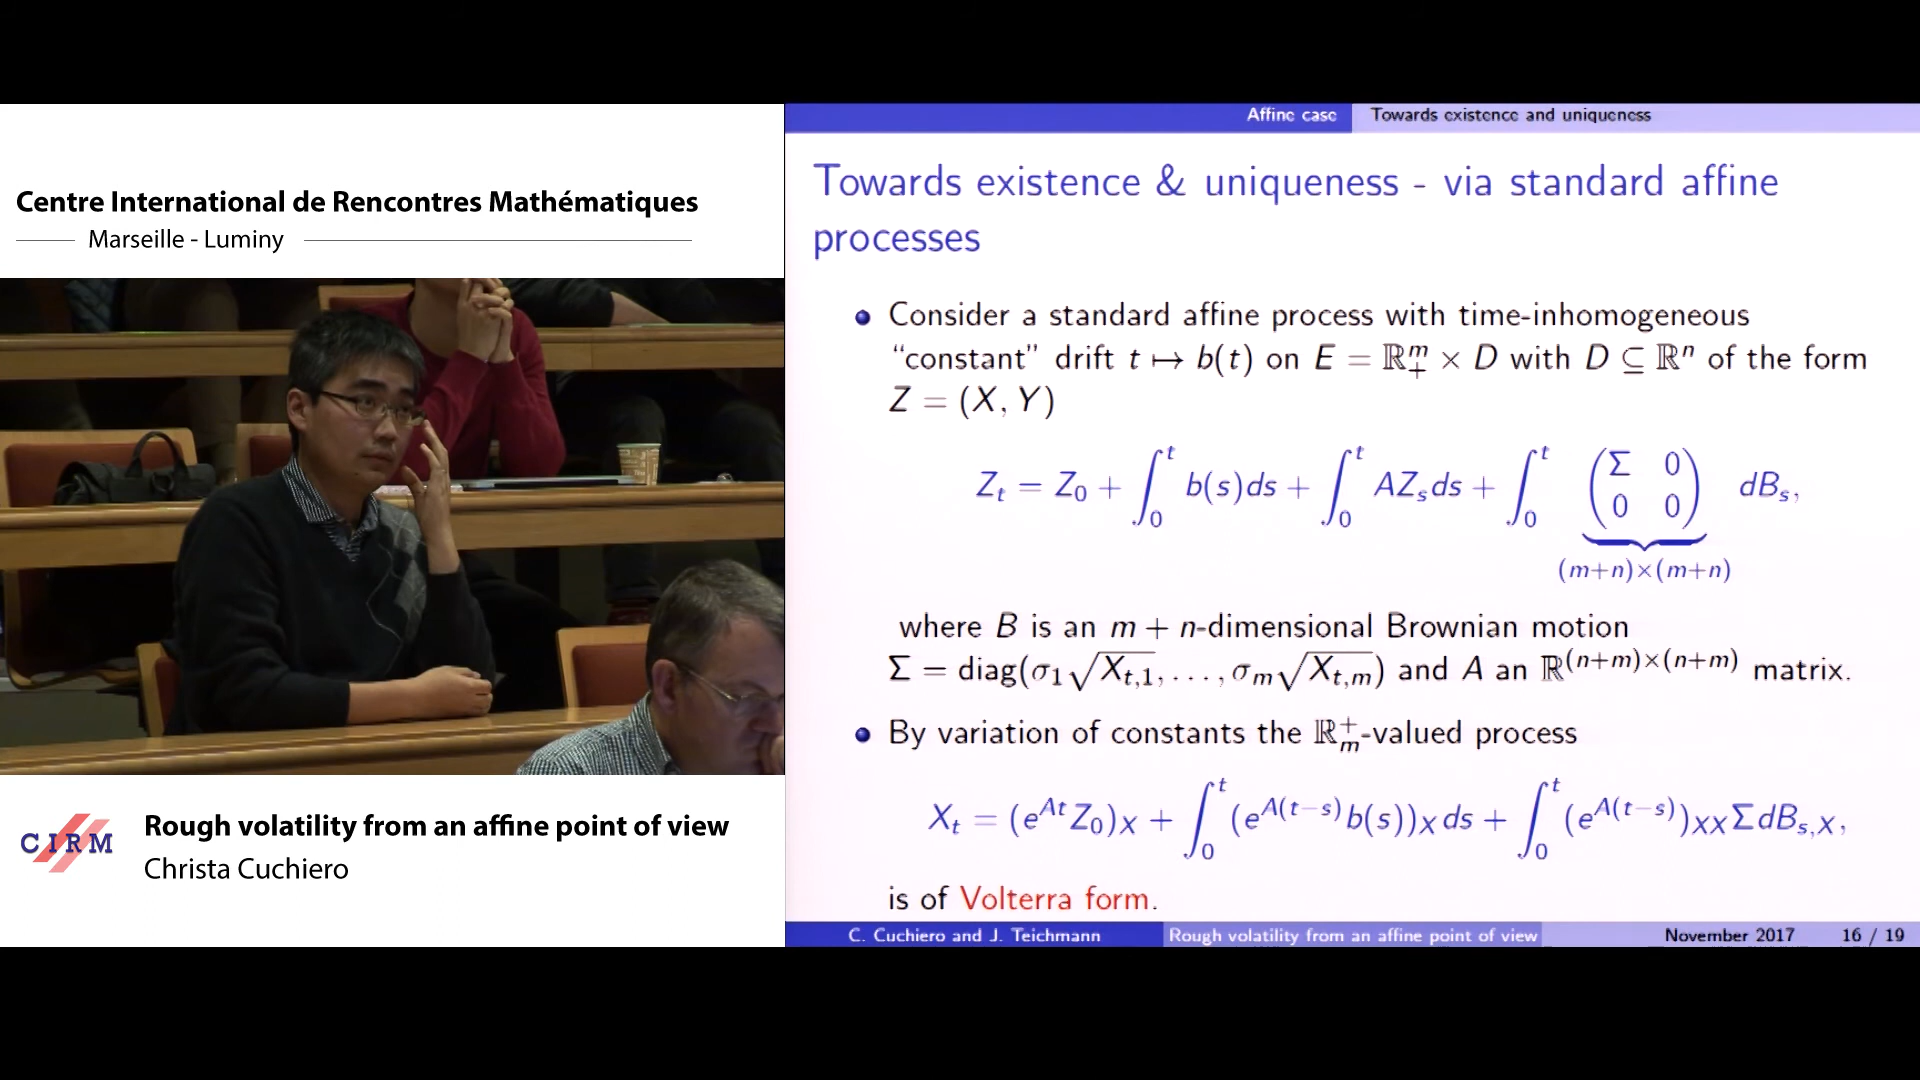 Centre International de Rencontres Mathématiques
Marseille - Luminy
CIRM
Rough volatility from an affine point of view
Christa Cuchiero
Affine case Towards existence and uniqueness
Towards existence & uniqueness - via standard affine
processes
Consider a standard affine process with time-inhomogeneous
“constant” drift t ↦ b(t) on E = ℝ₊ᵐ × D with D ⊆ ℝⁿ of the form
Z = (X, Y)
Z_t = Z_0 + ∫_0^t b(s)ds + ∫_0^t AZ_s ds + ∫_0^t (Σ 0 0 0) dB_s,
(m+n)×(m+n)
where B is an m + n-dimensional Brownian motion
Σ = diag(σ_1√X_{t,1}, . . . , σ_m√X_{t,m}) and A an ℝ^{(n+m)×(n+m)} matrix.
By variation of constants the ℝ_m^+-valued process
X_t = (e^{At}Z_0)_X + ∫_0^t (e^{A(t−s)}b(s))_X ds + ∫_0^t (e^{A(t−s)})_{XX}ΣdB_{s,X},
is of Volterra form.
C. Cuchiero and J. Teichmann Rough volatility from an affine point of view November 2017 16 / 19